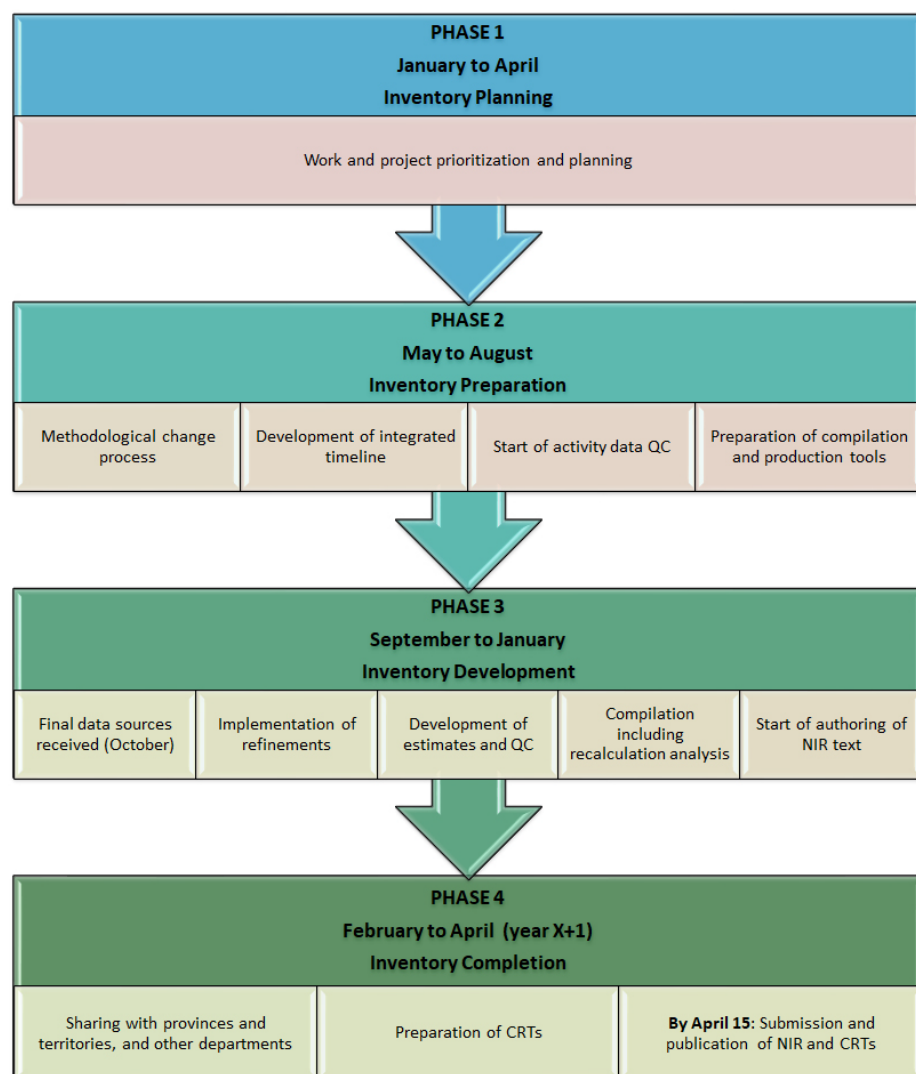 PHASE 1
January to April
Inventory Planning
Work and project prioritization and planning
PHASE 2
May to August
Inventory Preparation
Methodological change
process
Development of integrated
timeline
Start of activity data QC
Preparation of compilation
and production tools
PHASE 3
September to January
Inventory Development
Final data sources
received (October)
Implementation of
refinements
Development of
estimates and QC
Compilation
including
recalculation analysis
Start of authoring of
NIR text
PHASE 4
February to April (year X+1)
Inventory Completion
Sharing with provinces and
territories, and other departments
Preparation of CRTs
By April 15: Submission and
publication of NIR and CRTs